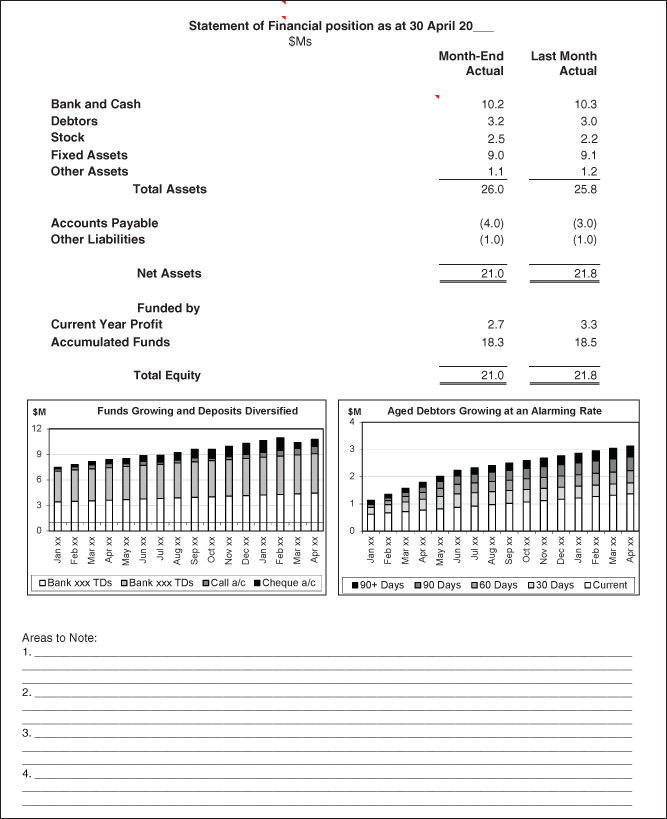 Statement of Financial position as at 30 April 20___
$Ms
Month-End Last Month
Actual Actual
Bank and Cash 10.2 10.3
Debtors 3.2 3.0
Stock 2.5 2.2
Fixed Assets 9.0 9.1
Other Assets 1.1 1.2
Total Assets 26.0 25.8
Accounts Payable (4.0) (3.0)
Other Liabilities (1.0) (1.0)
Net Assets 21.0 21.8
Funded by
Current Year Profit 2.7 3.3
Accumulated Funds 18.3 18.5
Total Equity 21.0 21.8
$M Funds Growing and Deposits Diversified
12
9
6
3
0
Jan xx Feb xx Mar xx Apr xx May xx Jun xx Jul xx Aug xx Sep xx Oct xx Nov xx Dec xx Jan xx Feb xx Mar xx Apr xx
Bank xxx TDs Bank xxx TDs Call a/c Cheque a/c
$M Aged Debtors Growing at an Alarming Rate
4
3
2
1
0
Jan xx Feb xx Mar xx Apr xx May xx Jun xx Jul xx Aug xx Sep xx Oct xx Nov xx Dec xx Jan xx Feb xx Mar xx Apr xx
90+ Days 90 Days 60 Days 30 Days Current
Areas to Note:
1.
2.
3.
4.